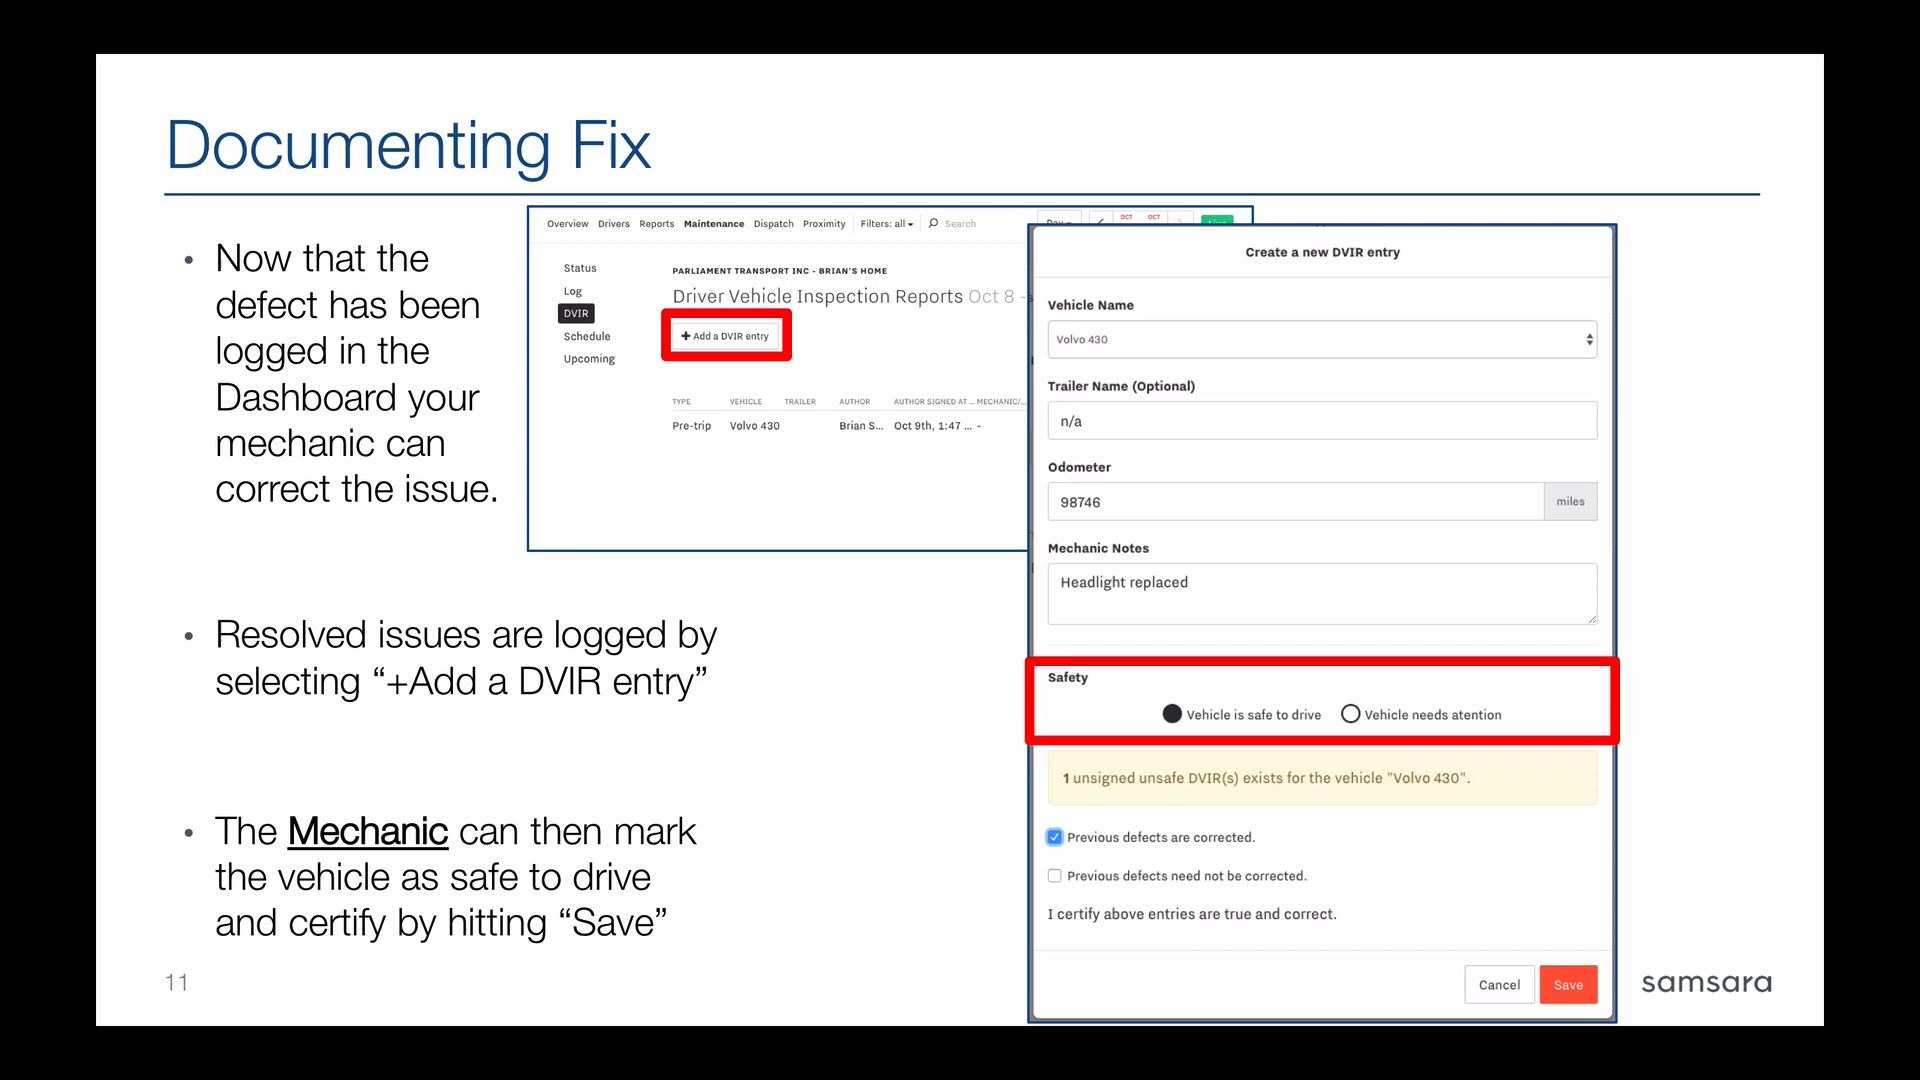 Documenting Fix
• Now that the
defect has been
logged in the
Dashboard your
mechanic can
correct the issue.
• Resolved issues are logged by
selecting “+Add a DVIR entry”
• The Mechanic can then mark
the vehicle as safe to drive
and certify by hitting “Save”
11
Overview Drivers Reports Maintenance Dispatch Proximity Filters: all Search
OCT OCT
Status
Log
DVIR
Schedule
Upcoming
PARLIAMENT TRANSPORT INC - BRIAN'S HOME
Driver Vehicle Inspection Reports Oct 8 -
+ Add a DVIR entry
TYPE VEHICLE TRAILER AUTHOR AUTHOR SIGNED AT ... MECHANIC/...
Pre-trip Volvo 430 Brian S... Oct 9th, 1:47 ... -
Create a new DVIR entry
Vehicle Name
Volvo 430
Trailer Name (Optional)
n/a
Odometer
98746 miles
Mechanic Notes
Headlight replaced
Safety
Vehicle is safe to drive Vehicle needs atention
1 unsigned unsafe DVIR(s) exists for the vehicle "Volvo 430".
Previous defects are corrected.
Previous defects need not be corrected.
I certify above entries are true and correct.
Cancel Save
samsara